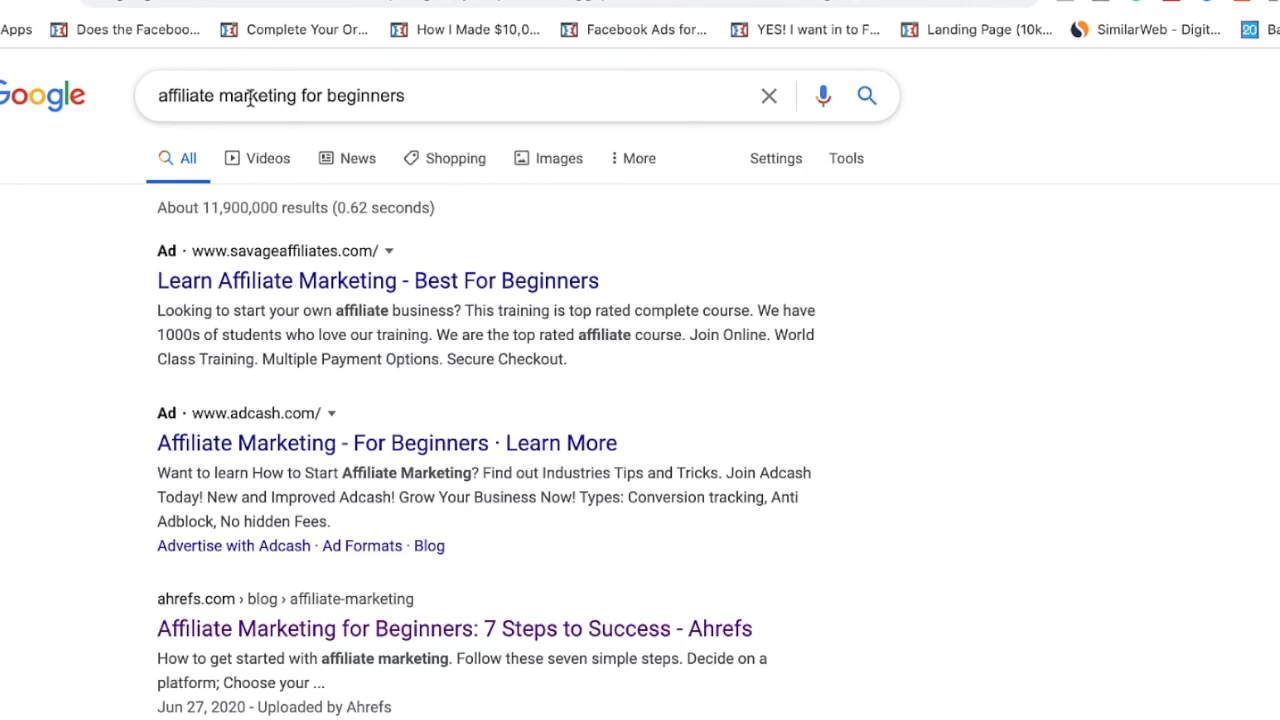 Apps Does the Faceboo... Complete Your Or... How I Made $10,0... Facebook Ads for... YES! I want in to F... Landing Page (10k... SimilarWeb - Digit... 20 Ba
Google affiliate marketing for beginners
All Videos News Shopping Images More Settings Tools
About 11,900,000 results (0.62 seconds)
Ad · www.savageaffiliates.com/
Learn Affiliate Marketing - Best For Beginners
Looking to start your own affiliate business? This training is top rated complete course. We have
1000s of students who love our training. We are the top rated affiliate course. Join Online. World
Class Training. Multiple Payment Options. Secure Checkout.
Ad · www.adcash.com/
Affiliate Marketing - For Beginners · Learn More
Want to learn How to Start Affiliate Marketing? Find out Industries Tips and Tricks. Join Adcash
Today! New and Improved Adcash! Grow Your Business Now! Types: Conversion tracking, Anti
Adblock, No hidden Fees.
Advertise with Adcash · Ad Formats · Blog
ahrefs.com › blog › affiliate-marketing
Affiliate Marketing for Beginners: 7 Steps to Success - Ahrefs
How to get started with affiliate marketing. Follow these seven simple steps. Decide on a
platform; Choose your ...
Jun 27, 2020 - Uploaded by Ahrefs